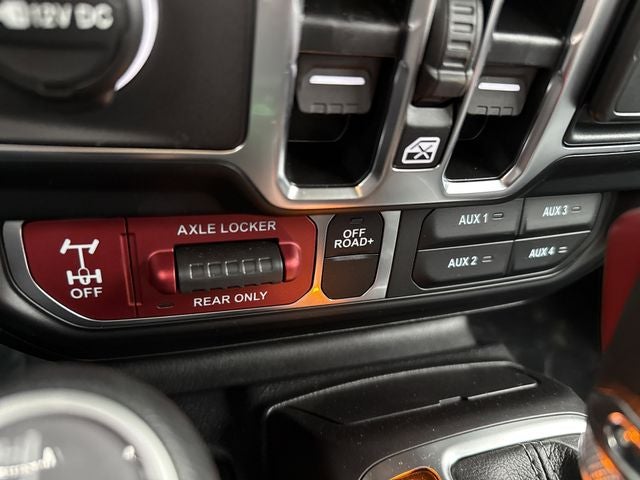 12V DC
AXLE LOCKER
OFF
REAR ONLY
OFF
ROAD+
AUX 1
AUX 2
AUX 3
AUX 4